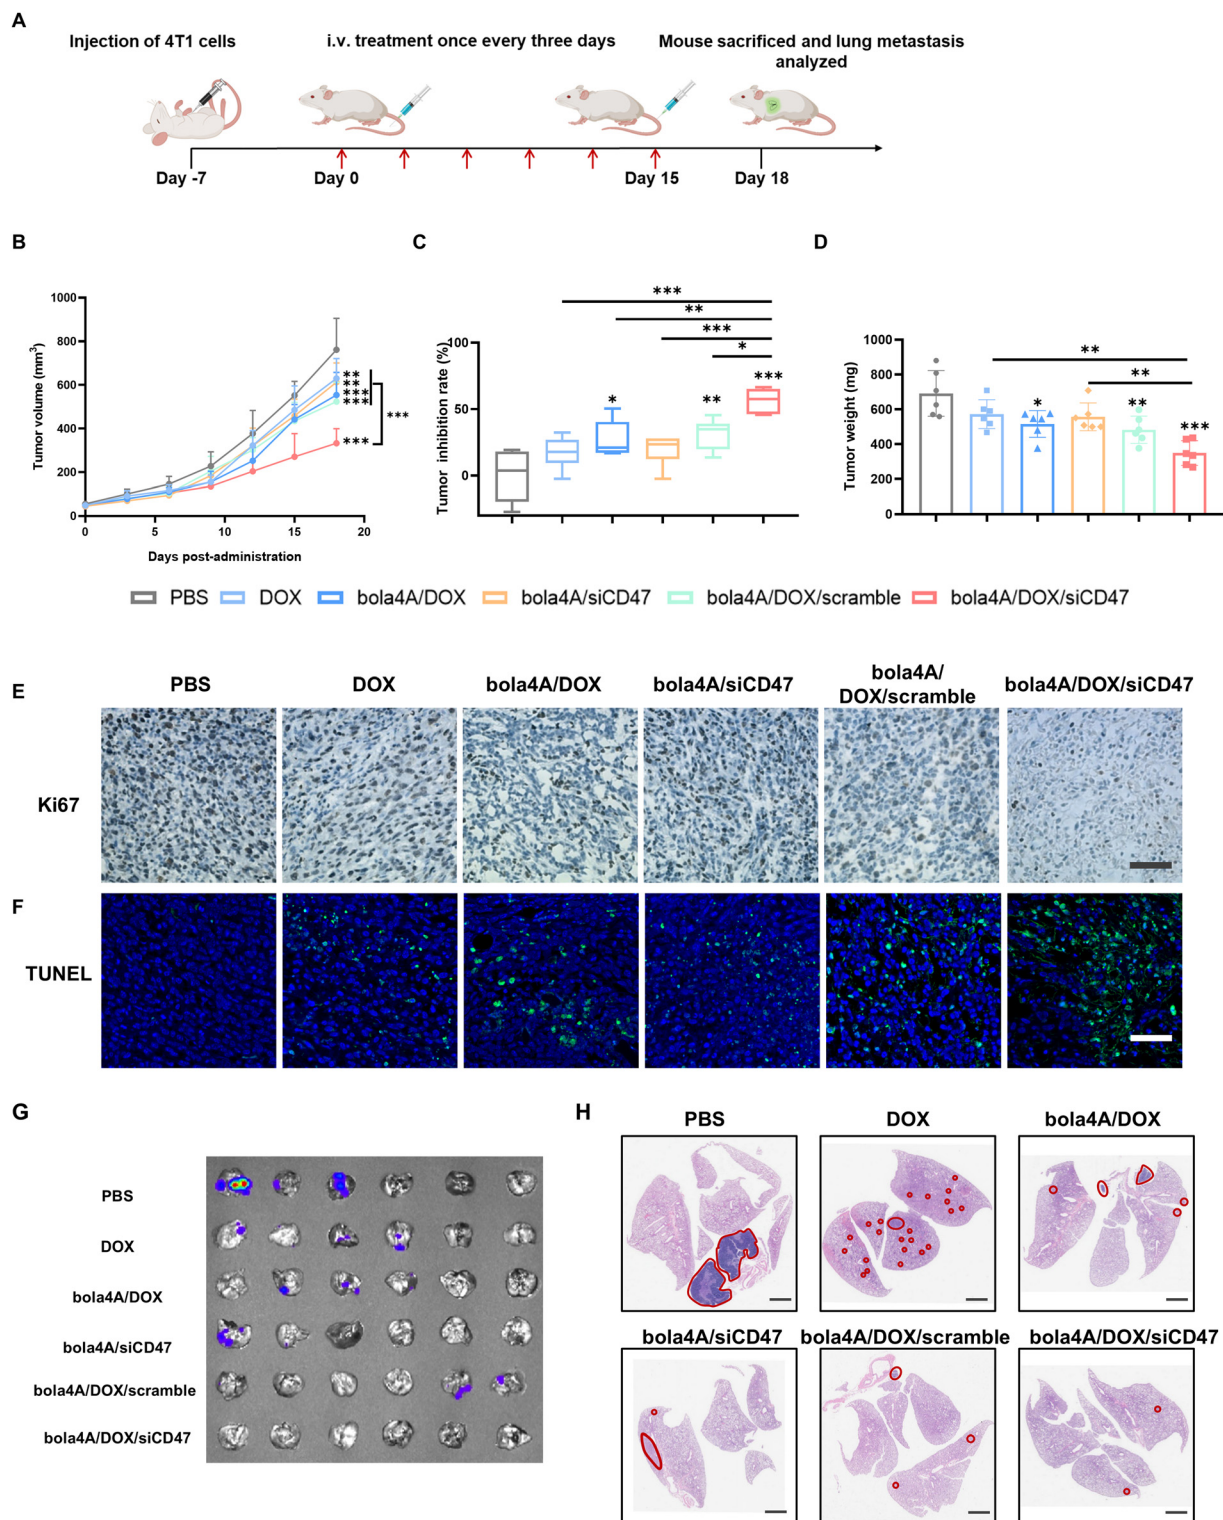 A
Injection of 4T1 cells
i.v. treatment once every three days
Mouse sacrificed and lung metastasis
analyzed
Day -7
Day 0
Day 15
Day 18
B
1000
800
600
400
200
0
0
5
10
15
20
Tumor volume (mm³)
Days post-administration
**
**
***
***
***
***
C
100
50
0
Tumor inhibition rate (%)
***
**
***
*
*
**
***
D
1000
800
600
400
200
0
Tumor weight (mg)
**
**
*
**
***
PBS
DOX
bola4A/DOX
bola4A/siCD47
bola4A/DOX/scramble
bola4A/DOX/siCD47
E
PBS
DOX
bola4A/DOX
bola4A/siCD47
bola4A/
DOX/scramble
bola4A/DOX/siCD47
Ki67
F
TUNEL
G
PBS
DOX
bola4A/DOX
bola4A/siCD47
bola4A/DOX/scramble
bola4A/DOX/siCD47
H
PBS
DOX
bola4A/DOX
bola4A/siCD47
bola4A/DOX/scramble
bola4A/DOX/siCD47